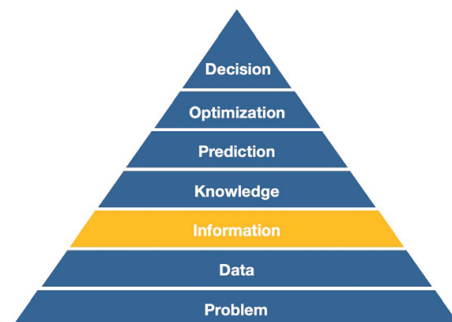 Decision
Optimization
Prediction
Knowledge
Information
Data
Problem